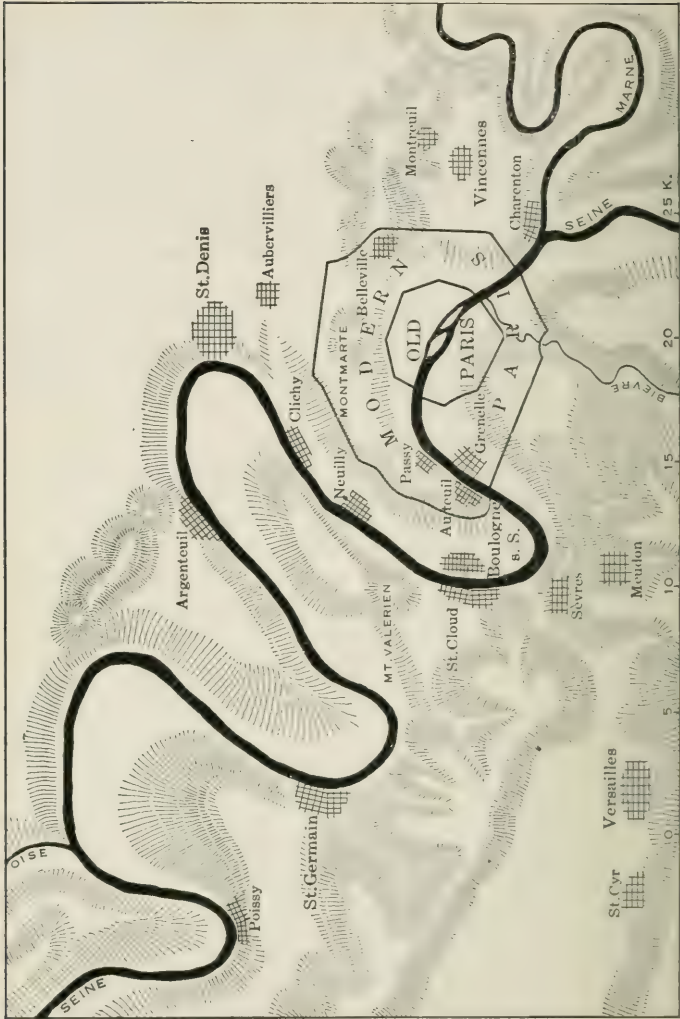 OISE
SEINE
Argenteuil
St.Denis
Aubervilliers
Poissy
St.Germain
Clichy
Neuilly
MONTMARTE
Belleville
MODERN
PARIS
OLD
PARIS
MT VALERIEN
Passy
Auteuil
Grenelle
St.Cloud
Boulogne
s. S.
Montreuil
Vincennes
Charenton
MARNE
SEINE
Sèvres
Meudon
BIEVRE
St.Cyr
Versailles
10 5 10 15 20 25 K.